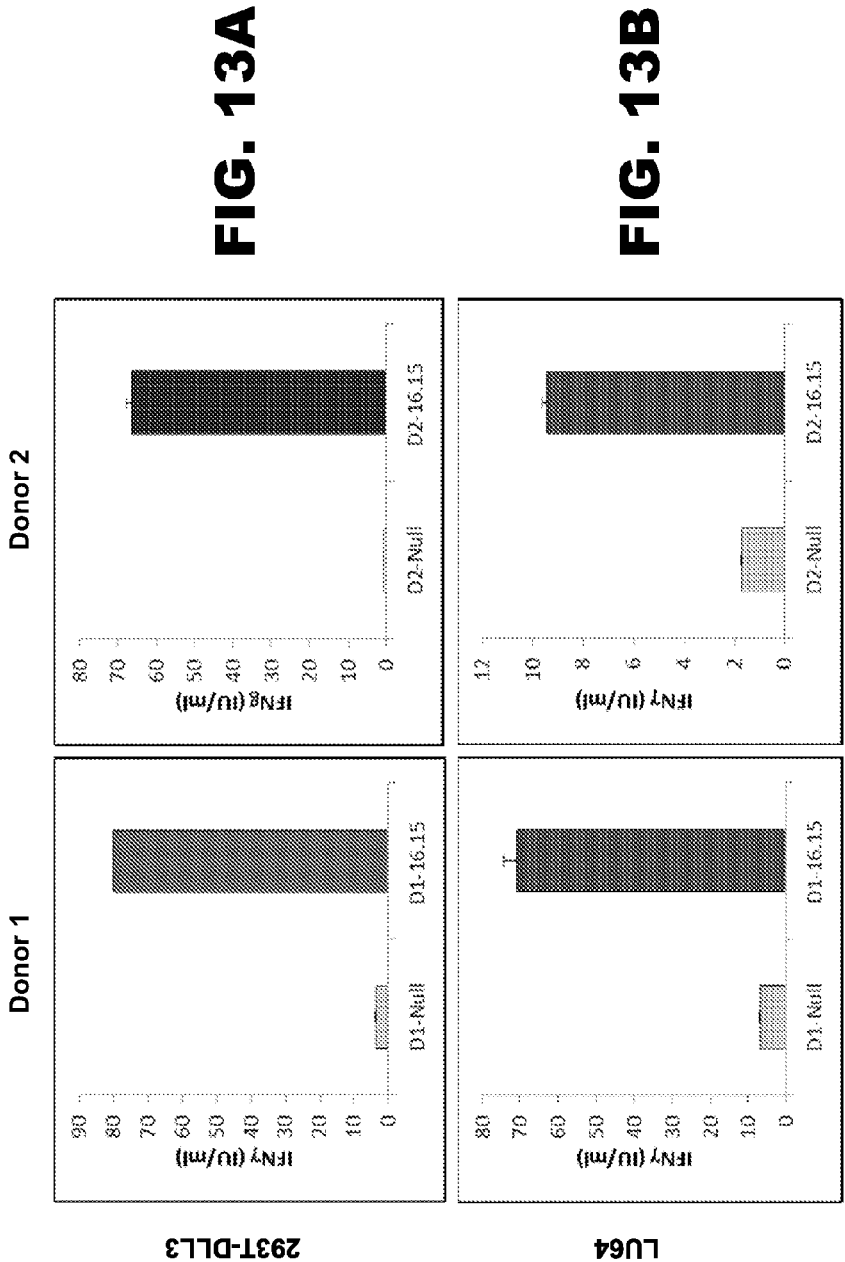 Donor 1
Donor 2
293T-DLL3
IFNγ (IU/ml)
90
80
70
60
50
40
30
20
10
0
D1-Null
D1-16.15
IFNg (IU/ml)
80
70
60
50
40
30
20
10
0
D2-Null
D2-16.15
FIG. 13A
LU64
IFNγ (IU/ml)
80
70
60
50
40
30
20
10
0
D1-Null
D1-16.15
IFNγ (IU/ml)
12
10
8
6
4
2
0
D2-Null
D2-16.15
FIG. 13B